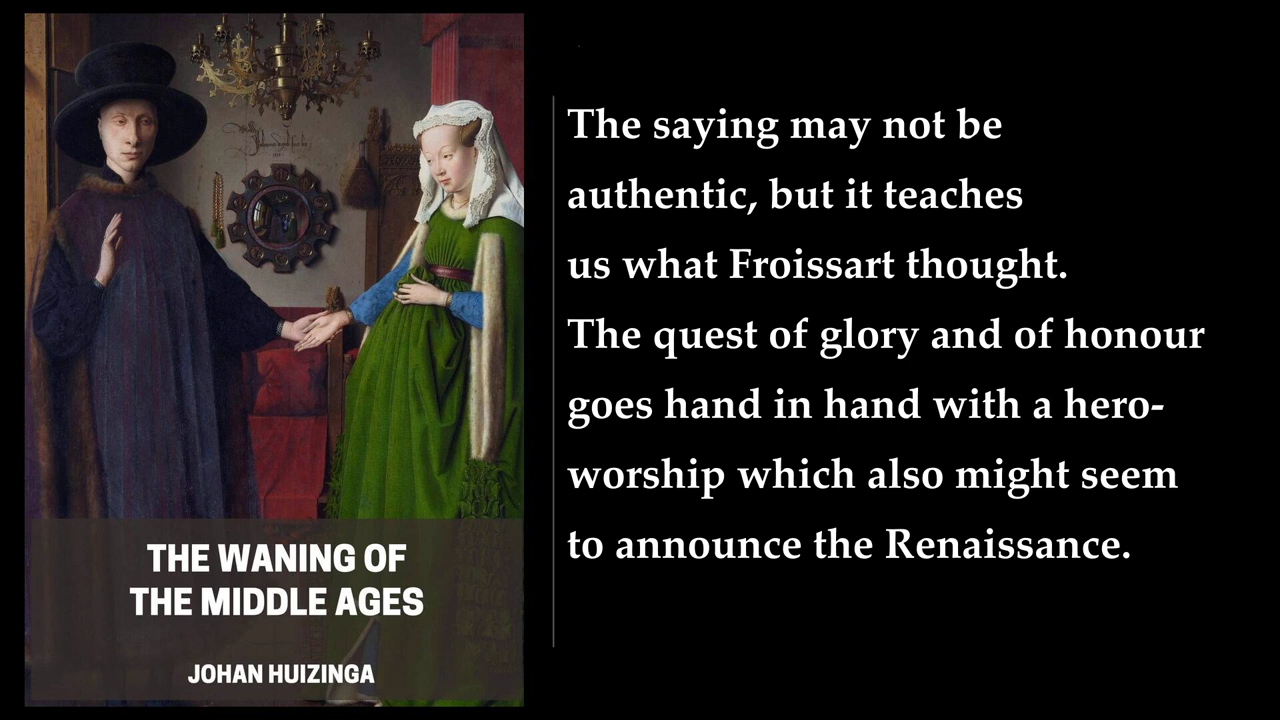 THE WANING OF
THE MIDDLE AGES
JOHAN HUIZINGA
The saying may not be
authentic, but it teaches
us what Froissart thought.
The quest of glory and of honour
goes hand in hand with a hero-
worship which also might seem
to announce the Renaissance.